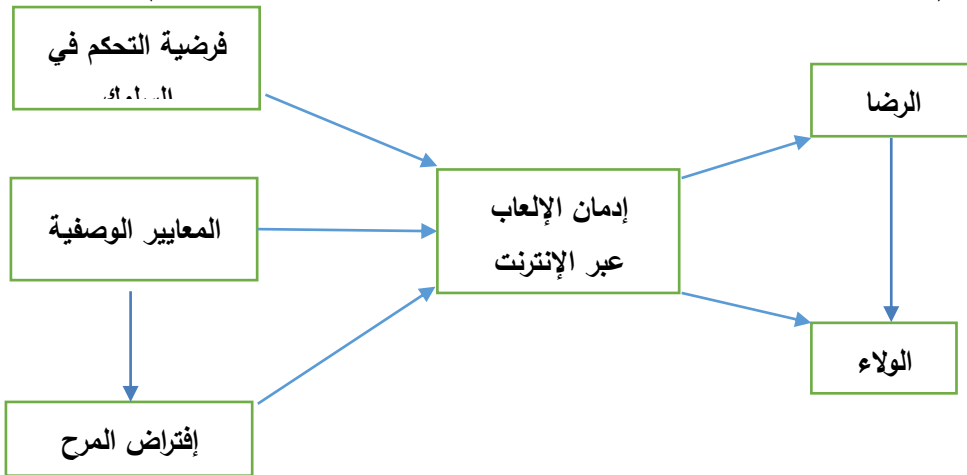 فرضية التحكم في
الرضا
المعايير الوصفية
إدمان الإلعاب
عبر الإنترنت
الولاء
إفتراض المرح